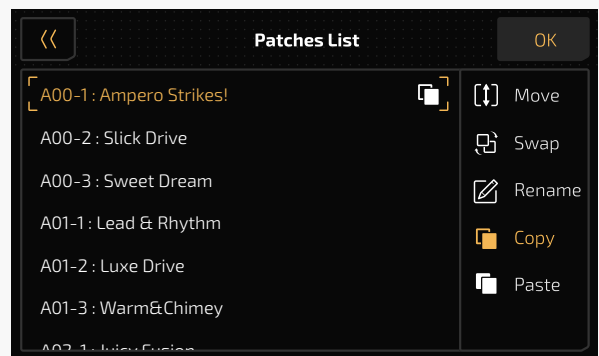 Patches List
OK
A00-1 : Ampero Strikes!
A00-2 : Slick Drive
A00-3 : Sweet Dream
A01-1 : Lead & Rhythm
A01-2 : Luxe Drive
A01-3 : Warm&Chimey
Move
Swap
Rename
Copy
Paste